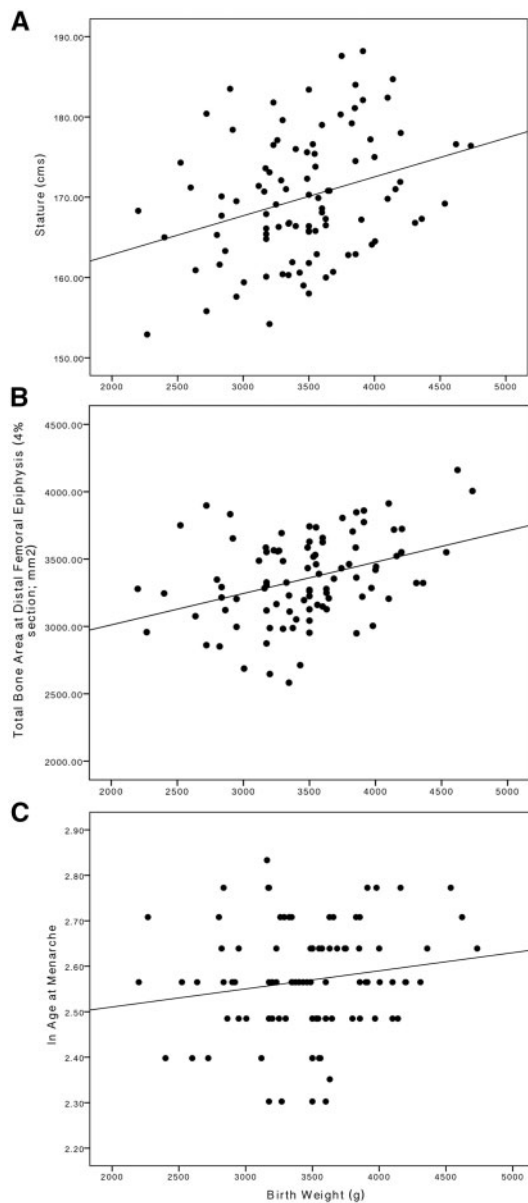 A
190.00
180.00
170.00
160.00
150.00
Stature (cms)
2000 2500 3000 3500 4000 4500 5000
B
4500.00
4000.00
3500.00
3000.00
2500.00
2000.00
Total Bone Area at Distal Femoral Epiphysis (4%
section; mm2)
2000 2500 3000 3500 4000 4500 5000
C
2.90
2.80
2.70
2.60
2.50
2.40
2.30
2.20
ln Age at Menarche
2000 2500 3000 3500 4000 4500 5000
Birth Weight (g)